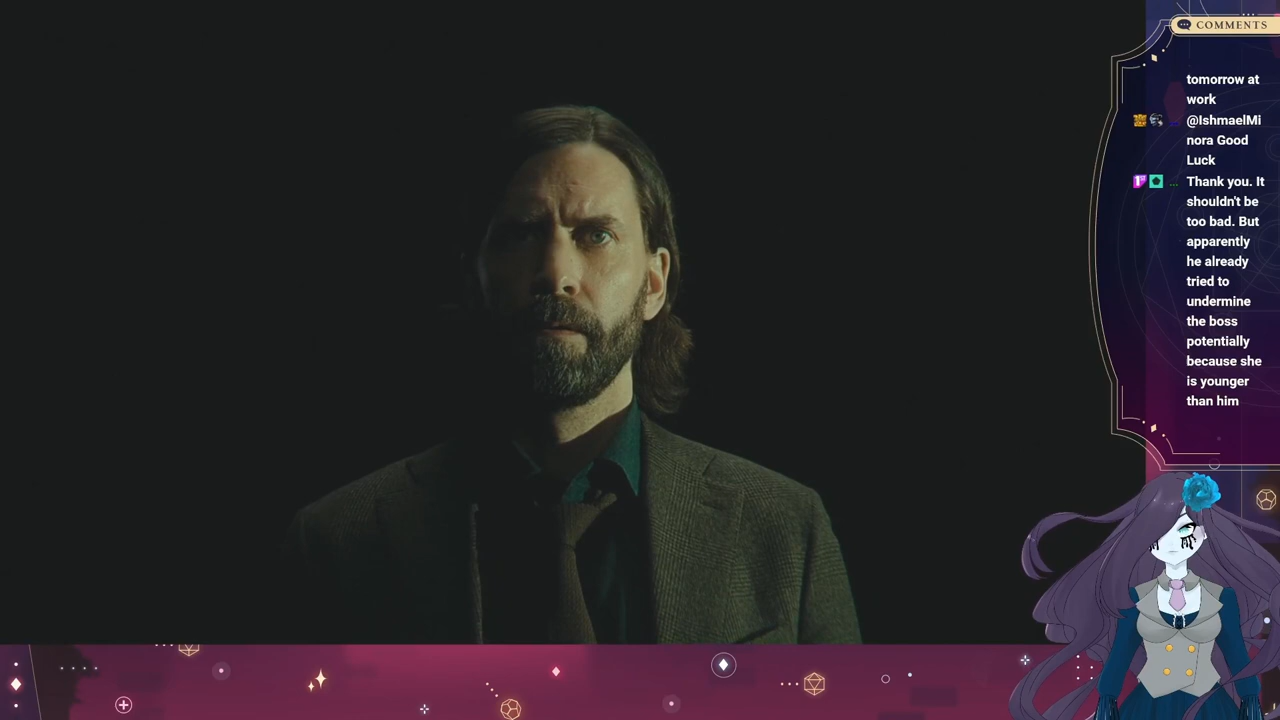 COMMENTS
tomorrow at
work
@IshmaelMi
nora Good
Luck
Thank you. It
shouldn't be
too bad. But
apparently
he already
tried to
undermine
the boss
potentially
because she
is younger
than him